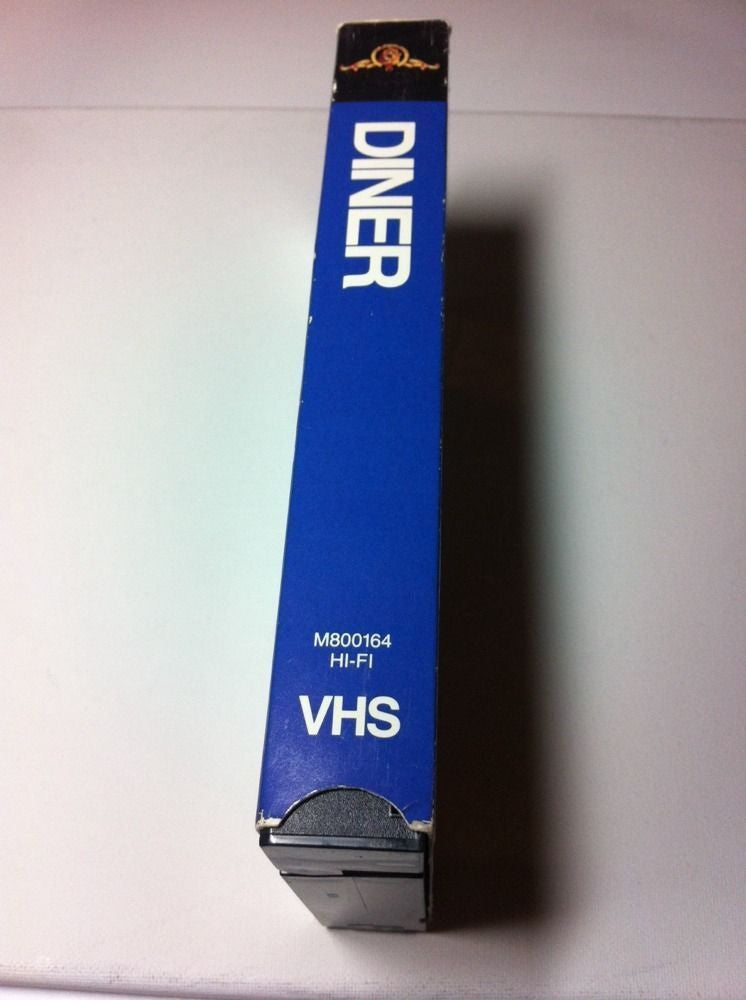 DINER
M800164
HI-FI
VHS